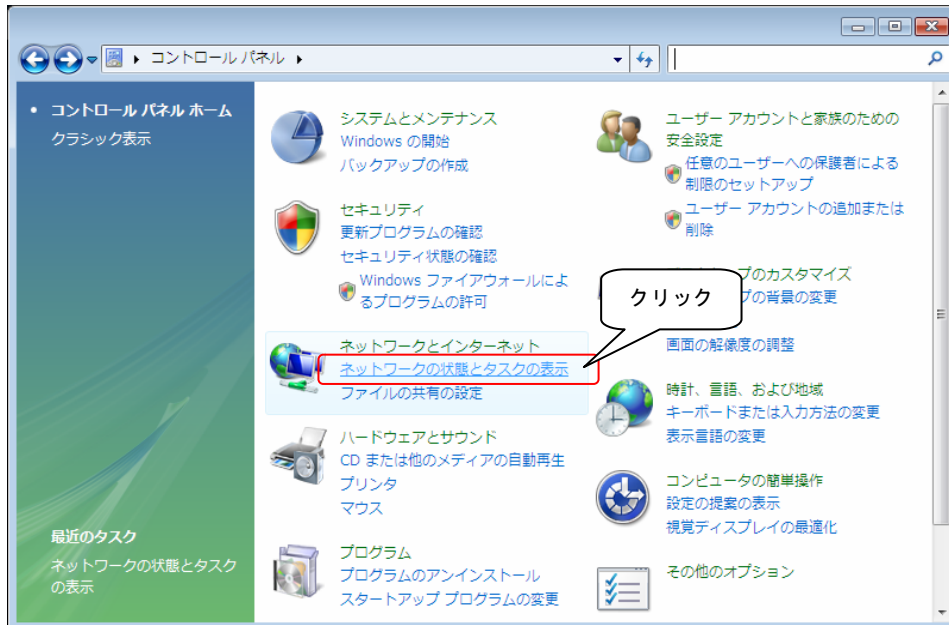 コントロール パネル
コントロール パネル ホーム
クラシック表示
システムとメンテナンス
Windows の開始
バックアップの作成
セキュリティ
更新プログラムの確認
セキュリティ状態の確認
Windows ファイアウォールによ
るプログラムの許可
ネットワークとインターネット
ネットワークの状態とタスクの表示
ファイルの共有の設定
ハードウェアとサウンド
CD または他のメディアの自動再生
プリンタ
マウス
プログラム
プログラムのアンインストール
スタートアップ プログラムの変更
ユーザー アカウントと家族のための
安全設定
任意のユーザーへの保護者による
制限のセットアップ
ユーザー アカウントの追加または
削除
プのカスタマイズ
プの背景の変更
クリック
画面の解像度の調整
時計、言語、および地域
キーボードまたは入力方法の変更
表示言語の変更
コンピュータの簡単操作
設定の提案の表示
視覚ディスプレイの最適化
その他のオプション
最近のタスク
ネットワークの状態とタスク
の表示